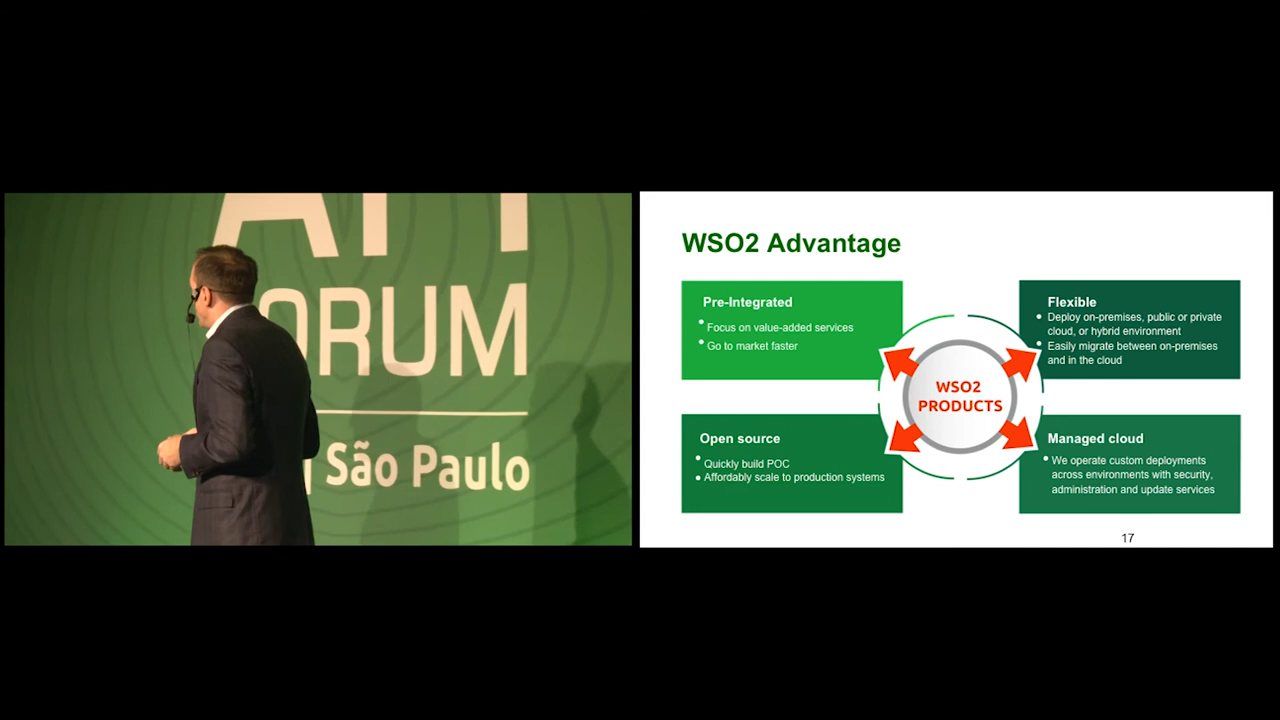 API
FORUM
São Paulo
WSO2 Advantage
Pre-Integrated
Focus on value-added services
Go to market faster
Flexible
Deploy on-premises, public or private
cloud, or hybrid environment
Easily migrate between on-premises
and in the cloud
WSO2
PRODUCTS
Open source
Quickly build POC
Affordably scale to production systems
Managed cloud
We operate custom deployments
across environments with security,
administration and update services
17